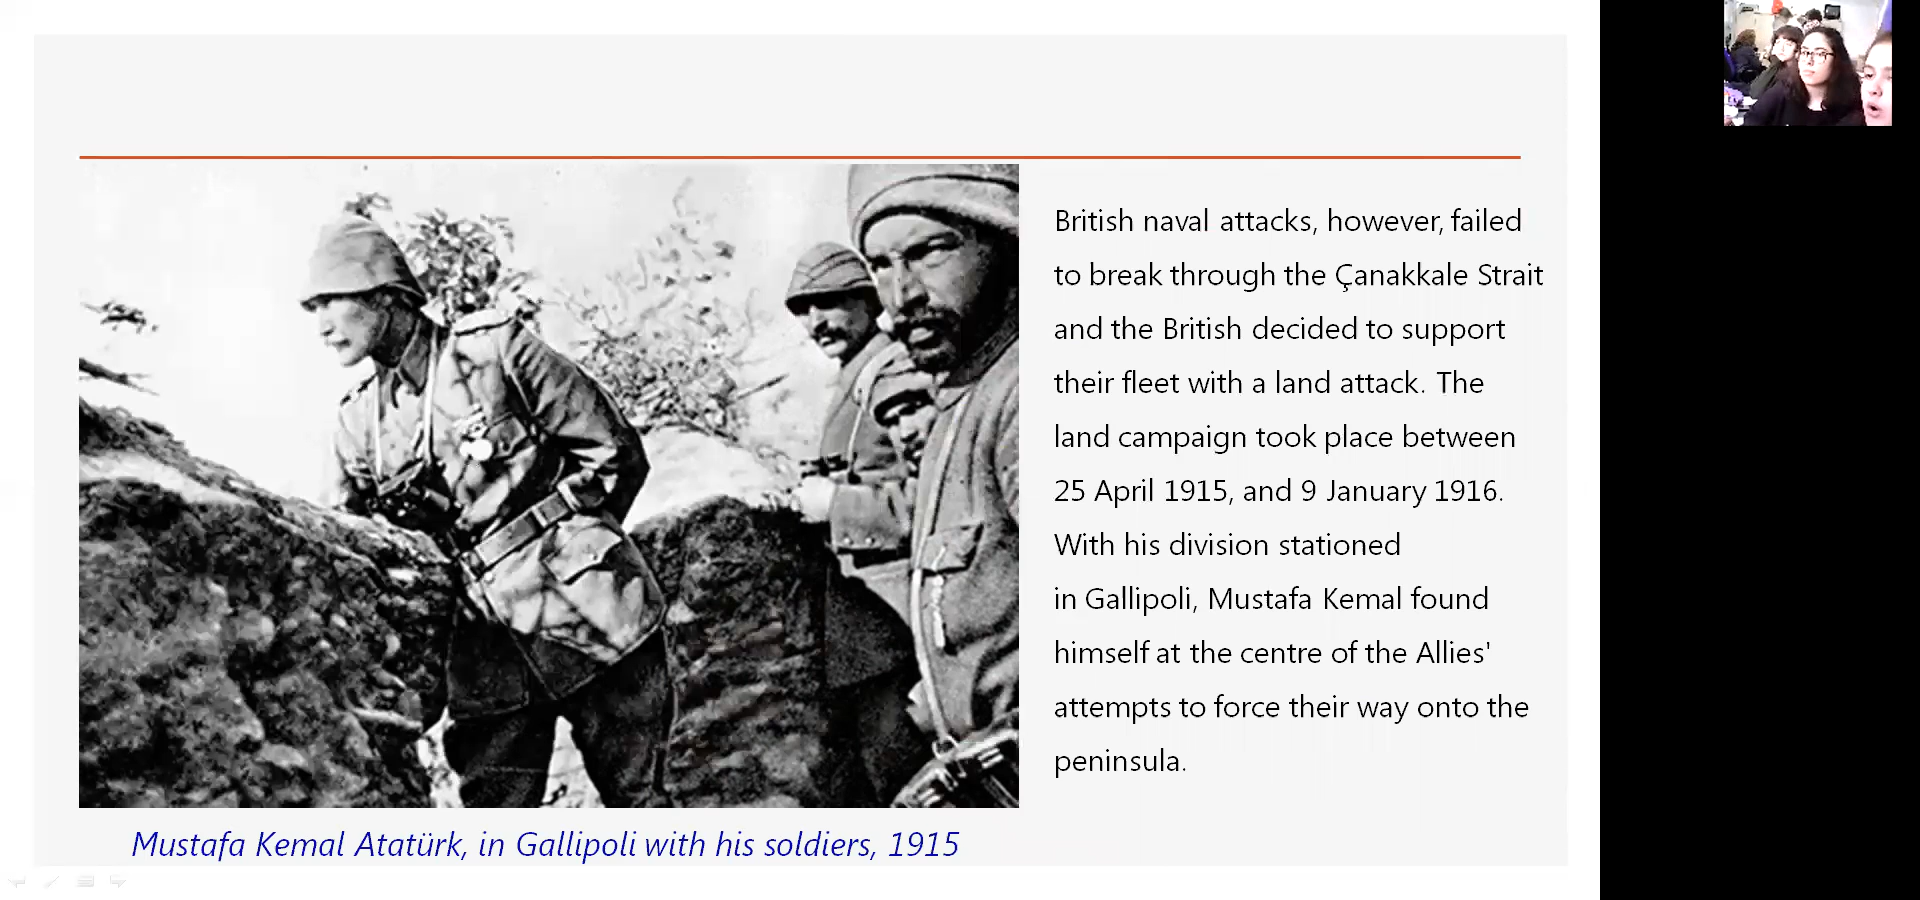 British naval attacks, however, failed
to break through the Çanakkale Strait
and the British decided to support
their fleet with a land attack. The
land campaign took place between
25 April 1915, and 9 January 1916.
With his division stationed
in Gallipoli, Mustafa Kemal found
himself at the centre of the Allies'
attempts to force their way onto the
peninsula.
Mustafa Kemal Atatürk, in Gallipoli with his soldiers, 1915